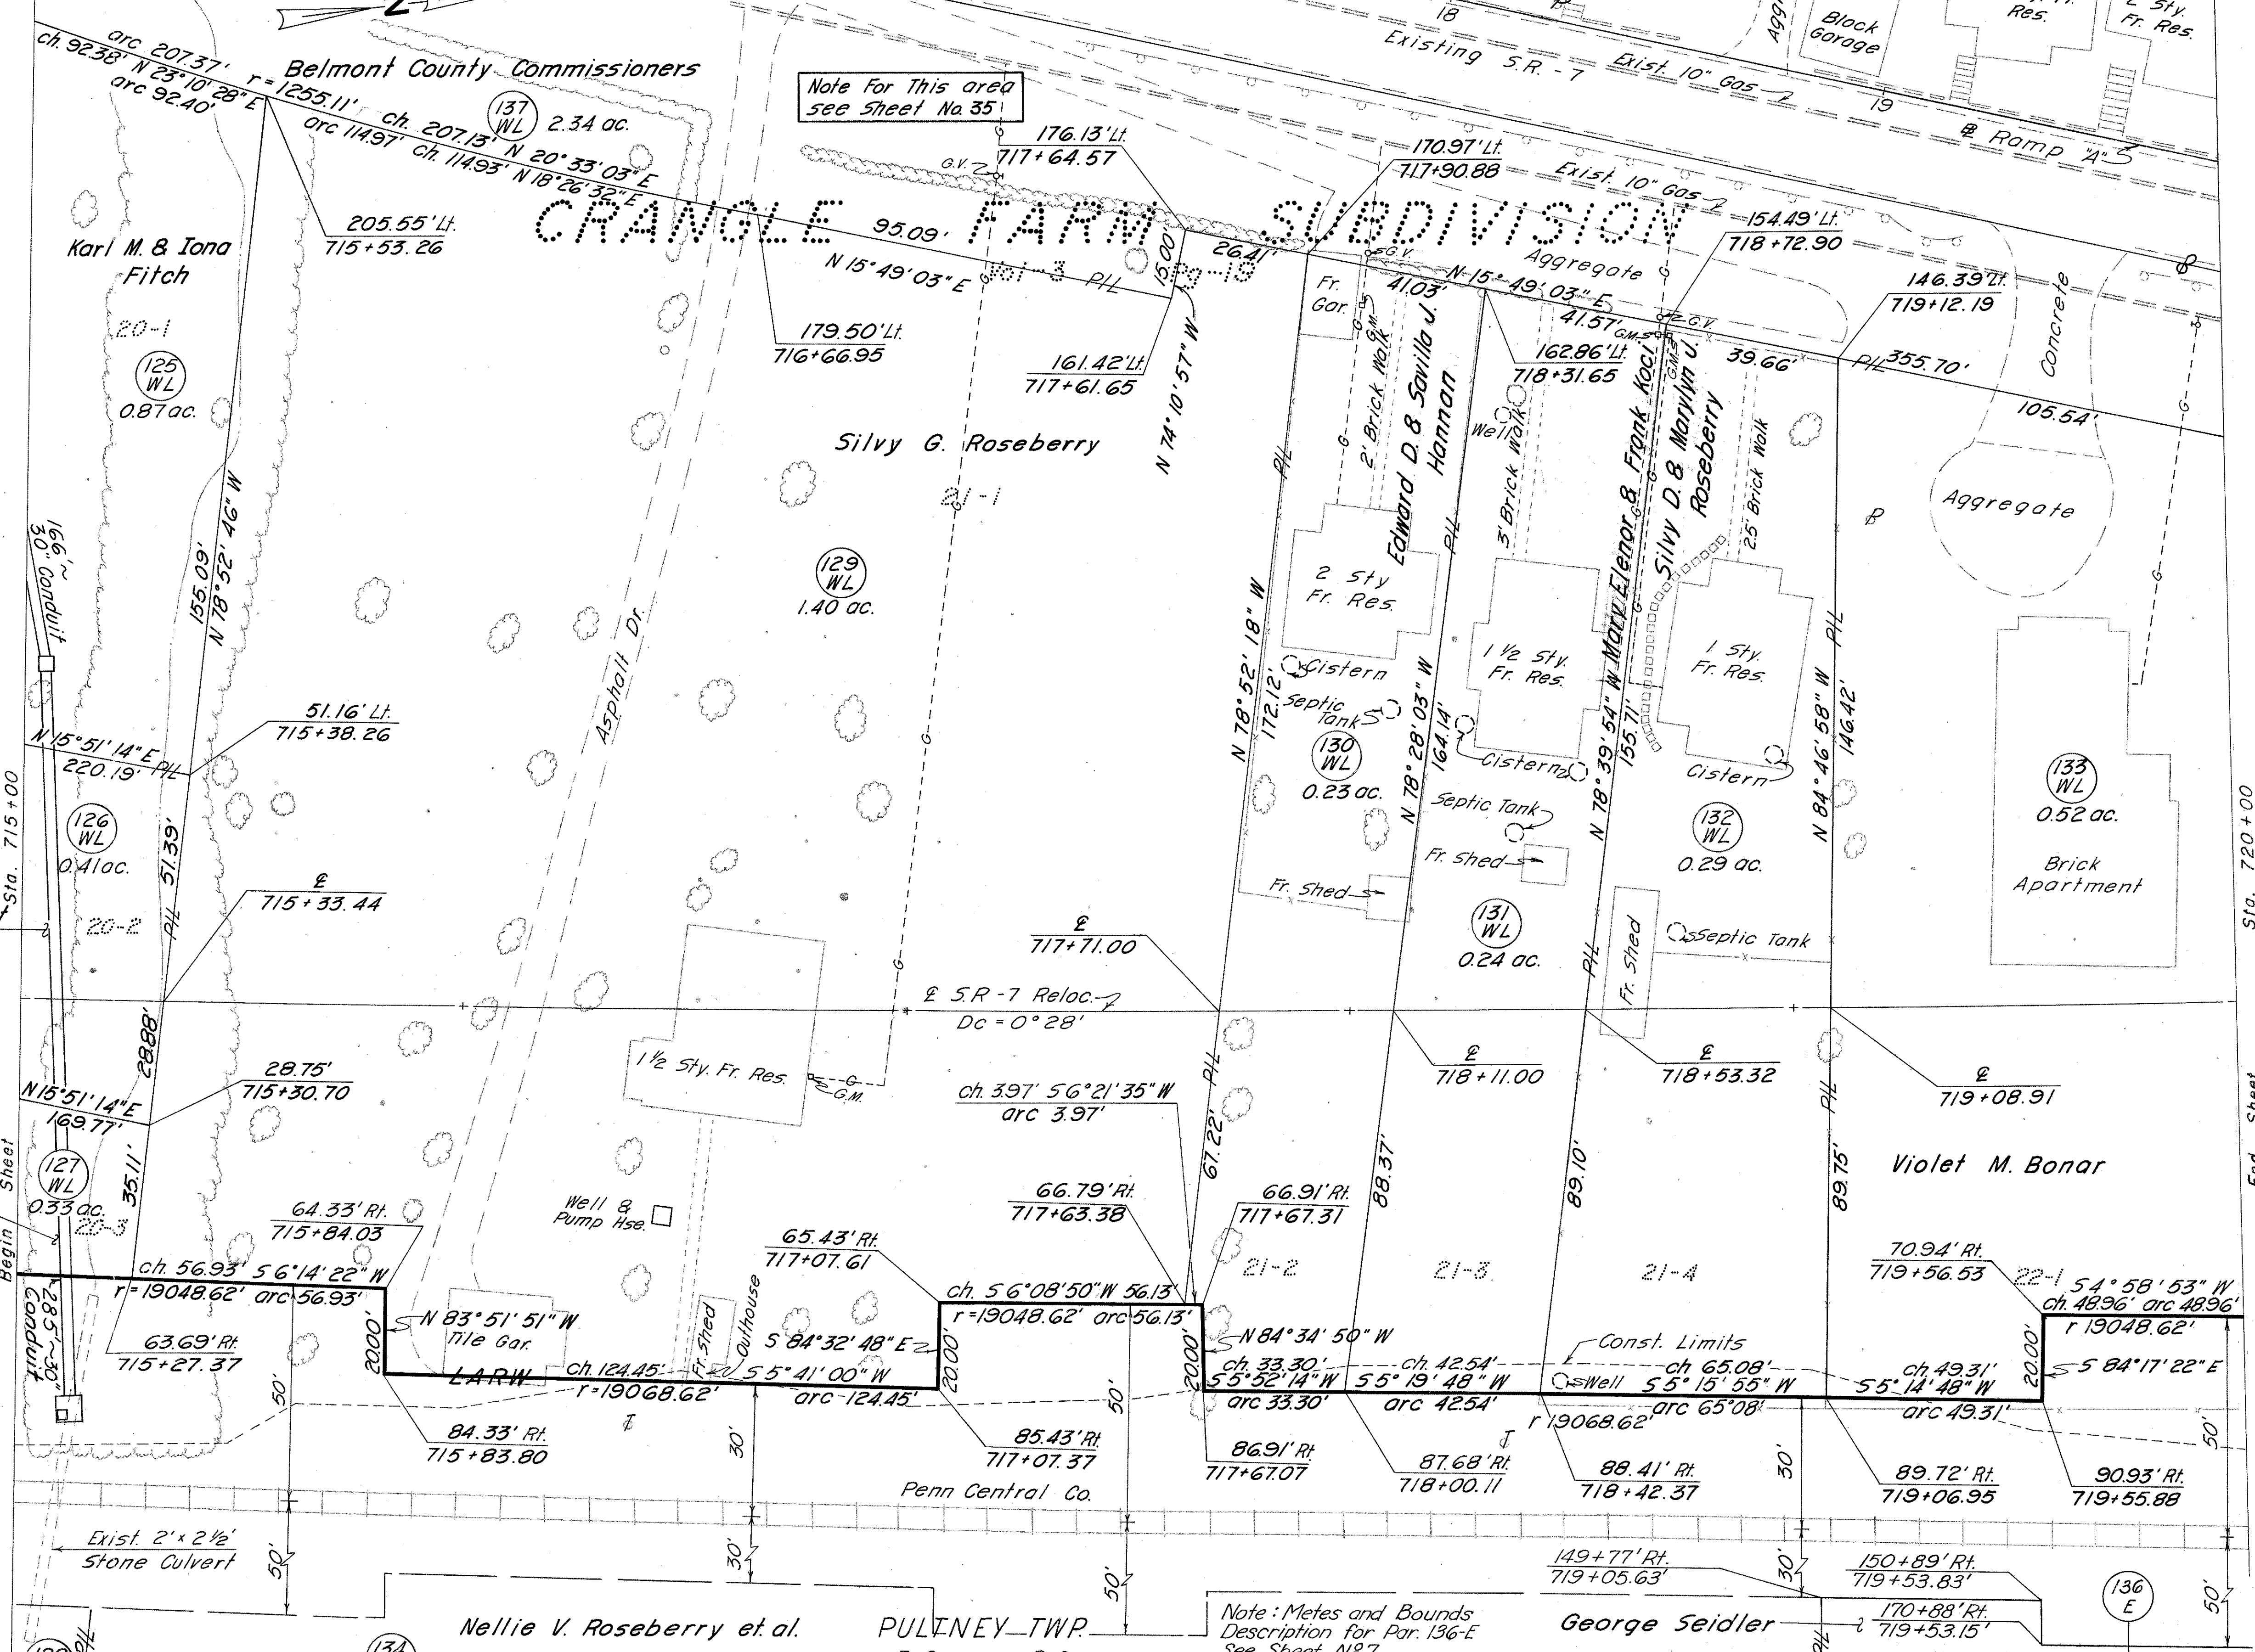 arc 207.37' r = 1255.11' ch. 207.13' N 20° 33' 03" E
ch. 92.38' N 23° 10' 28" E
arc 92.40'
arc 114.97' ch. 114.93' N 18° 26' 32" E
Belmont County Commissioners
137
WL
2.34 ac.
Note For This area
see Sheet No. 35
18
Existing S.R. - 7
Exist. 10" Gas
Block
Garage
Res.
2 Sty.
Fr. Res.
19
℄ Ramp "A"
Exist. 10" Gas
176.13' Lt.
717+64.57
170.97' Lt.
717+90.88
154.49' Lt.
718+72.90
146.39' Lt.
719+12.19
G.V.
CRANGLE FARM SUBDIVISION
Vol-3 Pg-19
205.55' Lt.
715+53.26
Karl M. & Iona
Fitch
20-1
125
WL
0.87 ac.
95.09'
N 15° 49' 03" E P/L
15.00'
26.41'
N 74° 10' 57" W
179.50' Lt.
716+66.95
161.42' Lt.
717+61.65
Fr.
Gar.
G.V.
41.03'
N 15° 49' 03" E
Aggregate
41.57'
G.M.
G.V.
162.86' Lt.
718+31.65
39.66'
P/L 355.70'
105.54'
Concrete
Aggregate
Silvy G. Roseberry
21-1
129
WL
1.40 ac.
2' Brick Walk
G.M.
Edward D. & Savilla J.
Hannan
Well
3' Brick Walk
Mary Elenor & Frank Koci
Silvy D. & Marylyn J.
Roseberry
G.M.
2.5' Brick Walk
166' ~
30" Conduit
155.09'
N 78° 52' 46" W
Asphalt Dr.
2 Sty
Fr. Res.
1 1/2 Sty.
Fr. Res.
1 Sty.
Fr. Res.
Cistern
Septic
Tank
N 78° 52' 18" W
172.12'
N 78° 28' 03" W
164.14'
N 78° 39' 54" W
155.71'
N 84° 46' 58" W
146.42'
P/L
51.16' Lt.
715+38.26
N 15° 51' 14" E
220.19' P/L
126
WL
0.41 ac.
20-2
51.39'
P/L
Sta. 715+00
130
WL
0.23 ac.
Cistern
Septic Tank
Fr. Shed
Fr. Shed
Cistern
132
WL
0.29 ac.
133
WL
0.52 ac.
Brick
Apartment
Sta. 720+00
131
WL
0.24 ac.
Fr. Shed
Septic Tank
℄
715+33.44
℄
717+71.00
℄ S.R - 7 Reloc.
Dc = 0° 28'
℄
718+11.00
℄
718+53.32
℄
719+08.91
28.88'
28.75'
715+30.70
N 15° 51' 14" E
169.77'
127
WL
0.33 ac.
20-3
35.11'
Begin Sheet
End Sheet
1 1/2 Sty. Fr. Res.
G
G.M.
ch. 3.97' S 6° 21' 35" W
arc 3.97'
67.22'
P/L
88.37'
89.10'
89.75'
P/L
Violet M. Bonar
Well &
Pump Hse.
64.33' Rt.
715+84.03
65.43' Rt.
717+07.61
66.79' Rt.
717+63.38
66.91' Rt.
717+67.31
21-2
21-3
21-4
70.94' Rt.
719+56.53
22-1
S 4° 58' 53" W
ch. 48.96' arc 48.96'
r 19048.62'
ch. 56.93' S 6° 14' 22" W
r = 19048.62' arc 56.93'
285' ~ 30"
Conduit
63.69' Rt.
715+27.37
20.00'
N 83° 51' 51" W
Tile Gar.
Fr. Shed
Outhouse
S 84° 32' 48" E
ch. S 6° 08' 50" W 56.13'
r = 19048.62' arc 56.13'
20.00'
20.00'
N 84° 34' 50" W
LARW
ch. 124.45' S 5° 41' 00" W
r = 19068.62' arc 124.45'
ch. 33.30'
S 5° 52' 14" W
arc 33.30'
ch. 42.54'
S 5° 19' 48" W
arc 42.54'
Const. Limits
Well
ch 65.08'
S 5° 15' 55" W
r 19068.62' arc 65.08'
ch. 49.31'
S 5° 14' 48" W
arc 49.31'
20.00'
S 84° 17' 22" E
50'
30'
50'
30'
50'
84.33' Rt.
715+83.80
85.43' Rt.
717+07.37
86.91' Rt
717+67.07
87.68' Rt.
718+00.11
88.41' Rt.
718+42.37
89.72' Rt.
719+06.95
90.93' Rt.
719+55.88
Penn Central Co.
Exist. 2' x 2 1/2'
Stone Culvert
50'
30'
50'
30'
50'
149+77' Rt.
719+05.63'
150+89' Rt.
719+53.83'
136
E
170+88' Rt.
719+53.15'
Nellie V. Roseberry et. al.
PULTNEY TWP.
Note: Metes and Bounds
Description for Par. 136-E
See Sheet Nº 7
George Seidler
P/L
134